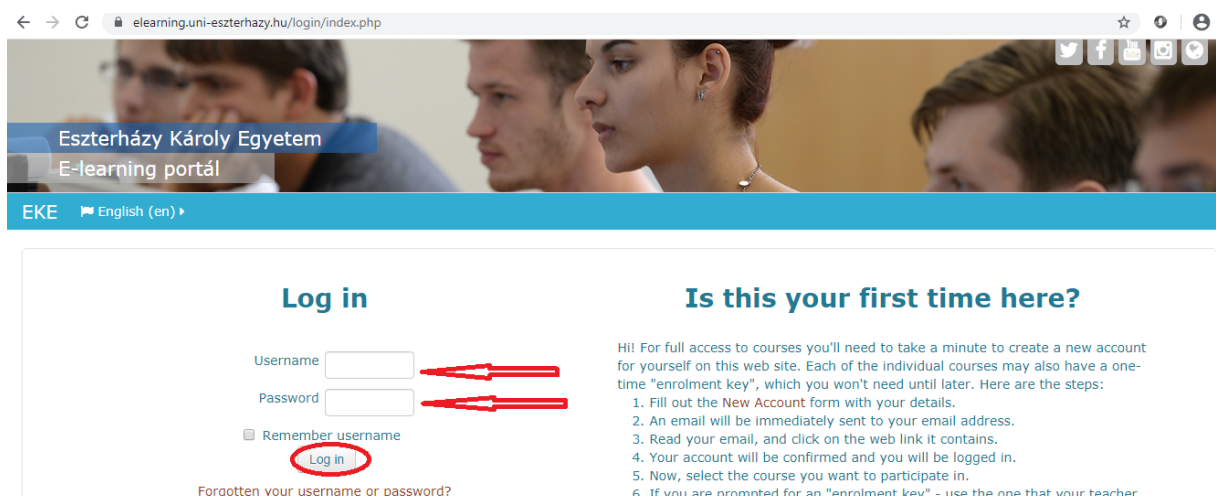 elearning.uni-eszterhazy.hu/login/index.php
Eszterházy Károly Egyetem
E-learning portál
EKE English (en)
Log in
Username
Password
Remember username
Log in
Forgotten your username or password?
Is this your first time here?
Hi! For full access to courses you'll need to take a minute to create a new account
for yourself on this web site. Each of the individual courses may also have a one-
time "enrolment key", which you won't need until later. Here are the steps:
1. Fill out the New Account form with your details.
2. An email will be immediately sent to your email address.
3. Read your email, and click on the web link it contains.
4. Your account will be confirmed and you will be logged in.
5. Now, select the course you want to participate in.
6. If you are prompted for an "enrolment key" - use the one that your teacher